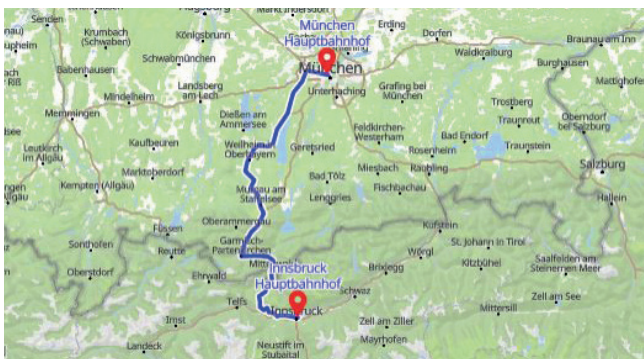 Senden
Krumbach
(Schwaben)
Königsbrunn
Markt Indersdorf
Erding
Dorfen
Braunau am Inn
München
Hauptbahnhof
Schwabmünchen
München
Waldkraiburg
Burghausen
Babenhausen
Landsberg
am Lech
Unterhaching
Grafing bei
München
Mattighofen
Mindelheim
Trostberg
Memmingen
Dießen am
Ammersee
Feldkirchen-
Westerham
Traunreut
Oberndorf
bei Salzburg
Leutkirch
im Allgäu
Kaufbeuren
Weilheim in
Oberbayern
Geretsried
Bad Endorf
Rosenheim
Traunstein
Marktoberdorf
Bad Tölz
Miesbach
Raubling
Salzburg
Kempten (Allgäu)
Murnau am
Staffelsee
Lenggries
Fischbachau
Hallein
Füssen
Oberammergau
Kufstein
Sonthofen
Reutte
Garmisch-
Partenkirchen
Mittenwald
Wörgl
St. Johann in Tirol
Saalfelden am
Steinernen Meer
Oberstdorf
Ehrwald
Innsbruck
Hauptbahnhof
Brixlegg
Kitzbühel
Telfs
Schwaz
Zell am See
Imst
Innsbruck
Mittersill
Zell am Ziller
Landeck
Neustift im
Stubaital
Mayrhofen